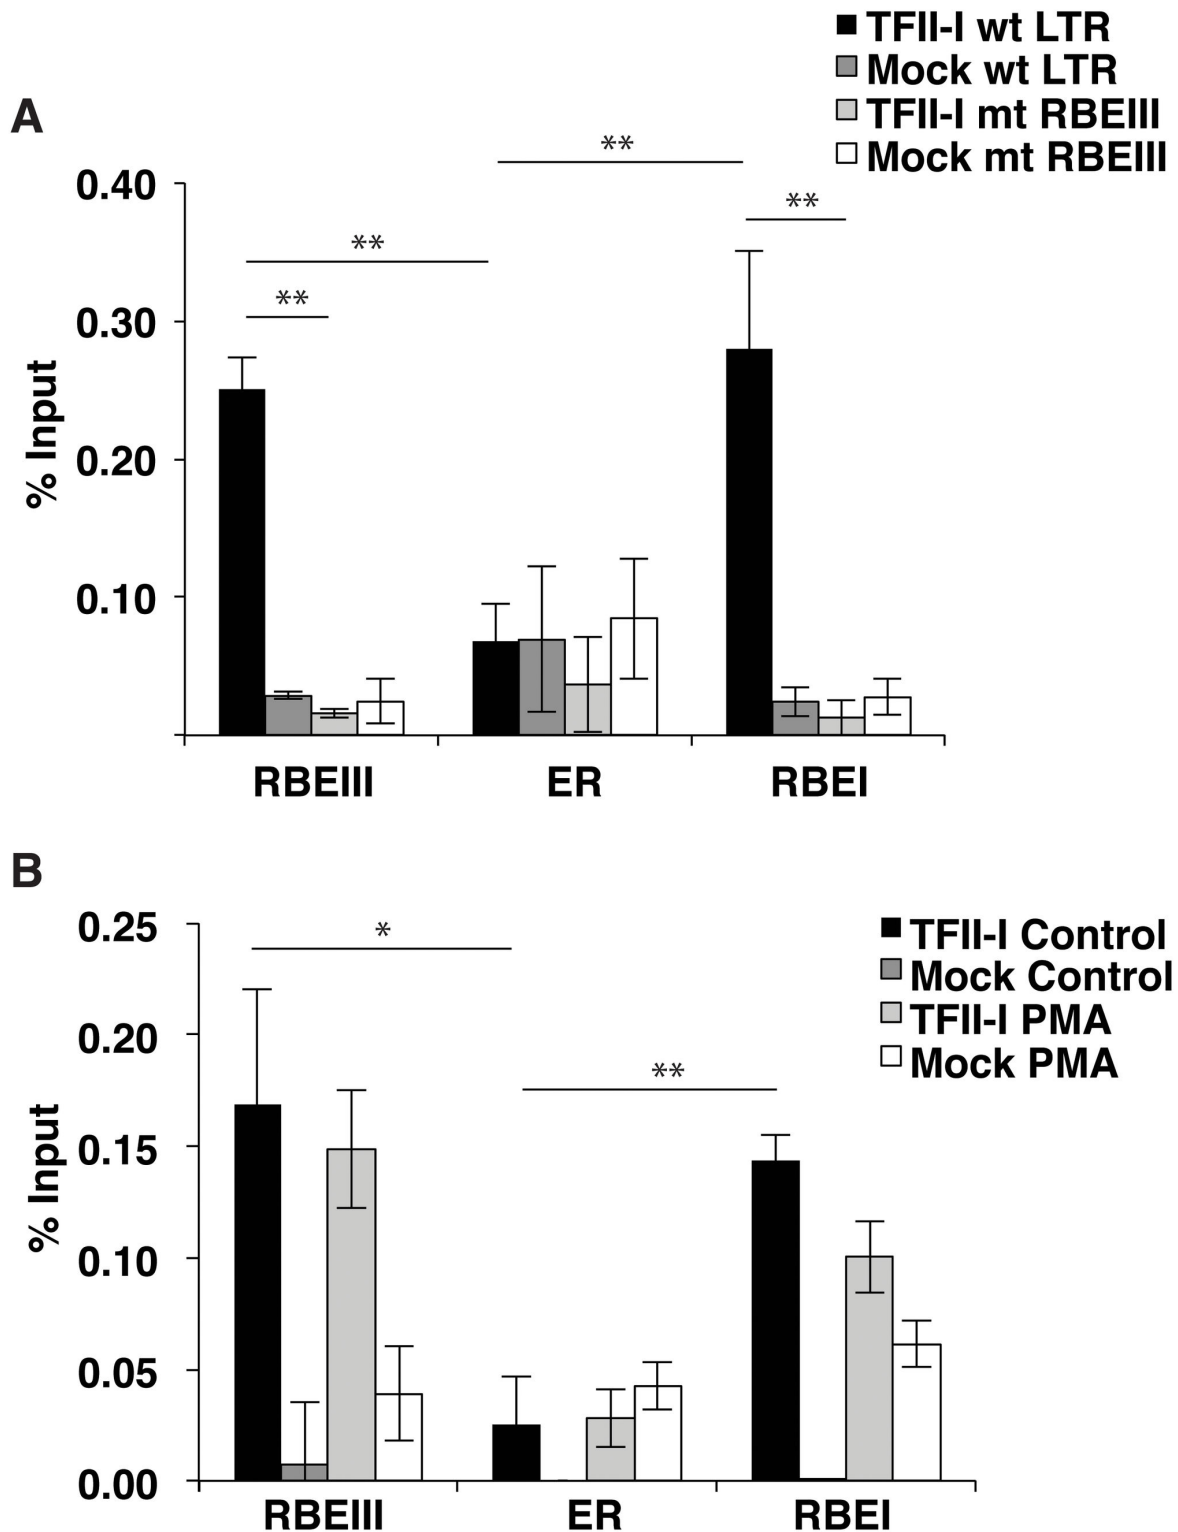 TFII-I wt LTR
Mock wt LTR
A
TFII-I mt RBEIII
**
Mock mt RBEIII
0.40
**
**
**
0.30
% Input
0.20
0.10
RBEIII ER RBEI
B
0.25
*
TFII-I Control
Mock Control
TFII-I PMA
0.20
**
Mock PMA
0.15
% Input
0.10
0.05
0.00
RBEIII ER RBEI